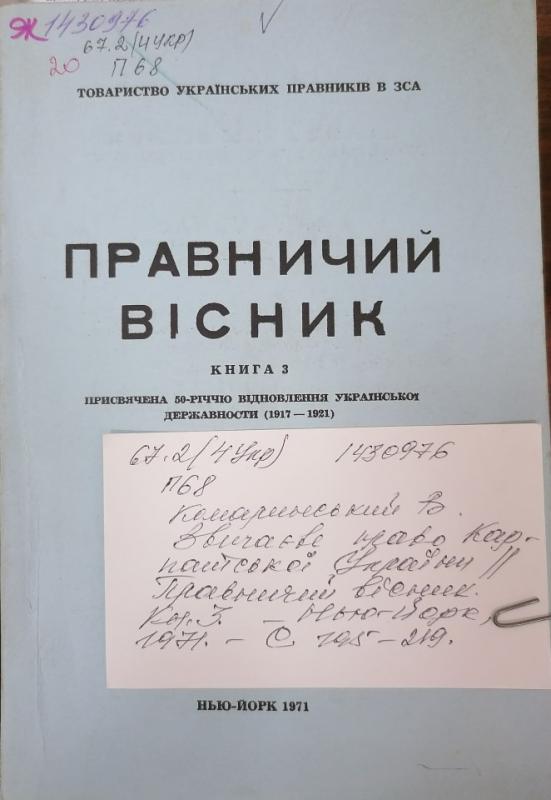 Ж 1430976
67.2(4Укр)
20 П68
ТОВАРИСТВО УКРАЇНСЬКИХ ПРАВНИКІВ В ЗСА
ПРАВНИЧИЙ
ВІСНИК
КНИГА 3
ПРИСВЯЧЕНА 50-РІЧЧЮ ВІДНОВЛЕННЯ УКРАЇНСЬКОЇ
ДЕРЖАВНОСТИ (1917 — 1921)
67.2(4Укр) 1430976
П68
Комаринський В.
Звичаєве право Кар-
патської України //
Правничий вісник.
Кн.3. – Нью-Йорк,
1971. – С. 195-219.
НЬЮ-ЙОРК 1971